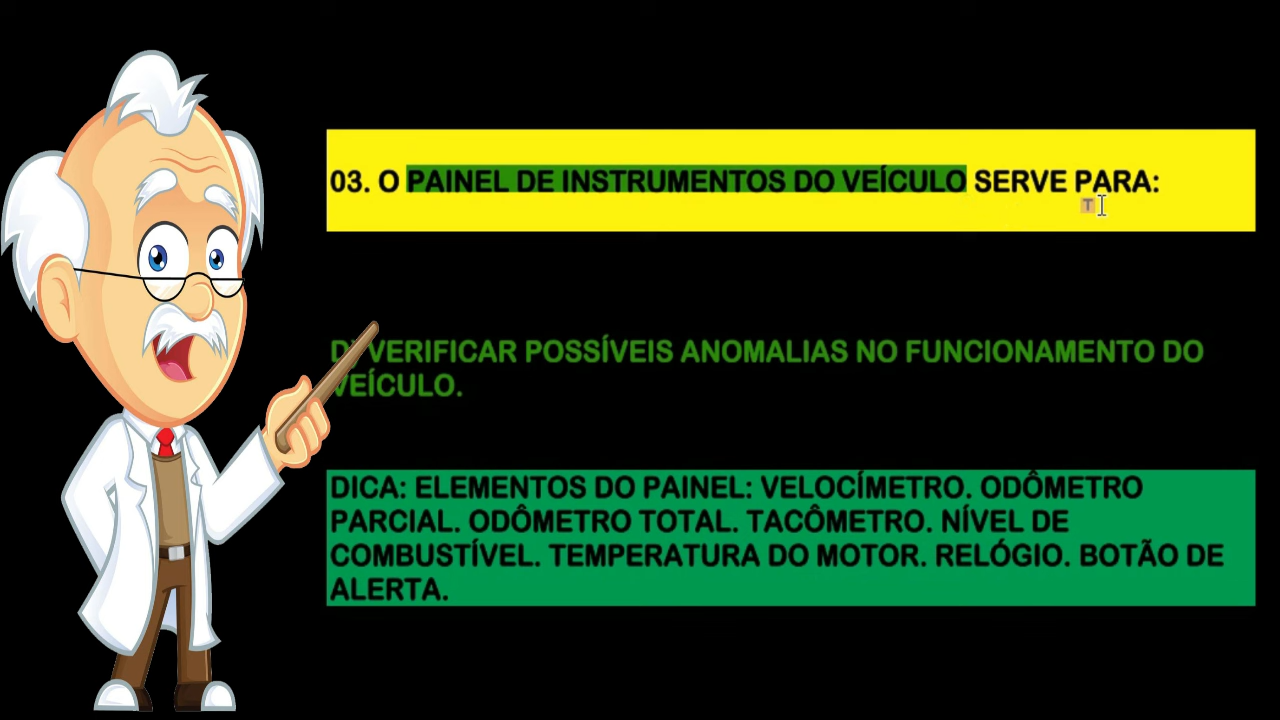 03. O PAINEL DE INSTRUMENTOS DO VEÍCULO SERVE PARA:
T
D) VERIFICAR POSSÍVEIS ANOMALIAS NO FUNCIONAMENTO DO
VEÍCULO.
DICA: ELEMENTOS DO PAINEL: VELOCÍMETRO. ODÔMETRO
PARCIAL. ODÔMETRO TOTAL. TACÔMETRO. NÍVEL DE
COMBUSTÍVEL. TEMPERATURA DO MOTOR. RELÓGIO. BOTÃO DE
ALERTA.